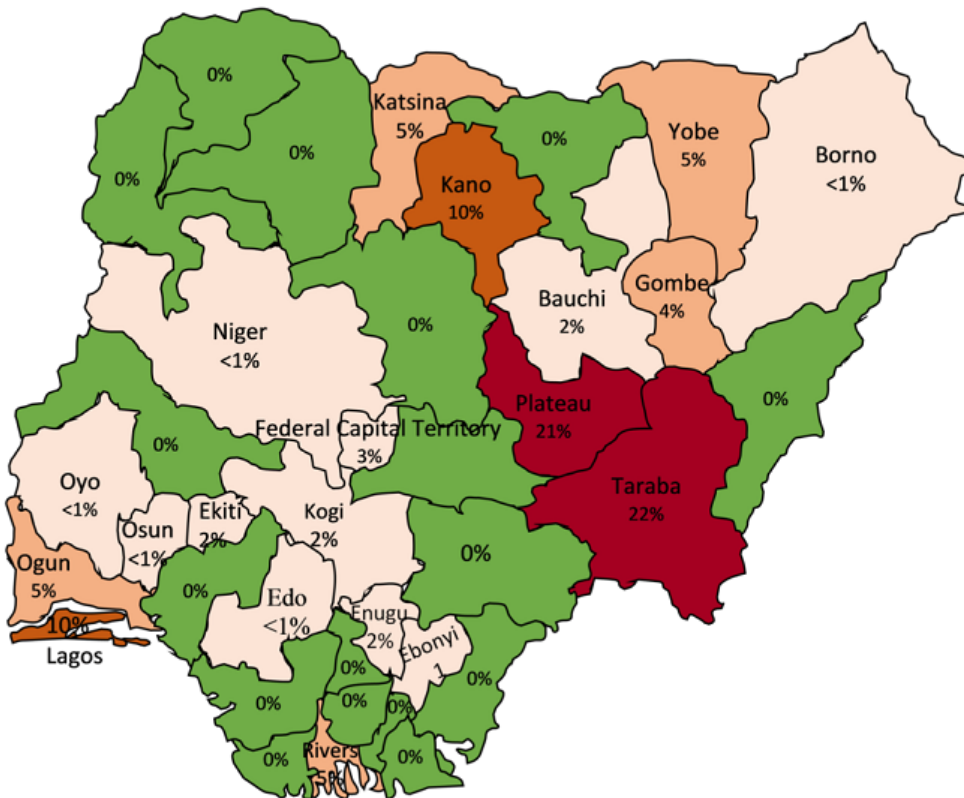 0%
Katsina
5%
0%
Yobe
5%
Borno
<1%
0%
0%
Kano
10%
Gombe
4%
Bauchi
2%
Niger
<1%
0%
Plateau
21%
0%
Federal Capital Territory
3%
0%
Oyo
<1%
Taraba
22%
Ekiti
2%
Kogi
2%
Osun
<1%
Ogun
5%
0%
0%
Edo
<1%
Enugu
2%
Ebonyi
1
10%
Lagos
0%
0%
0%
0%
0%
0%
0%
Rivers
5%